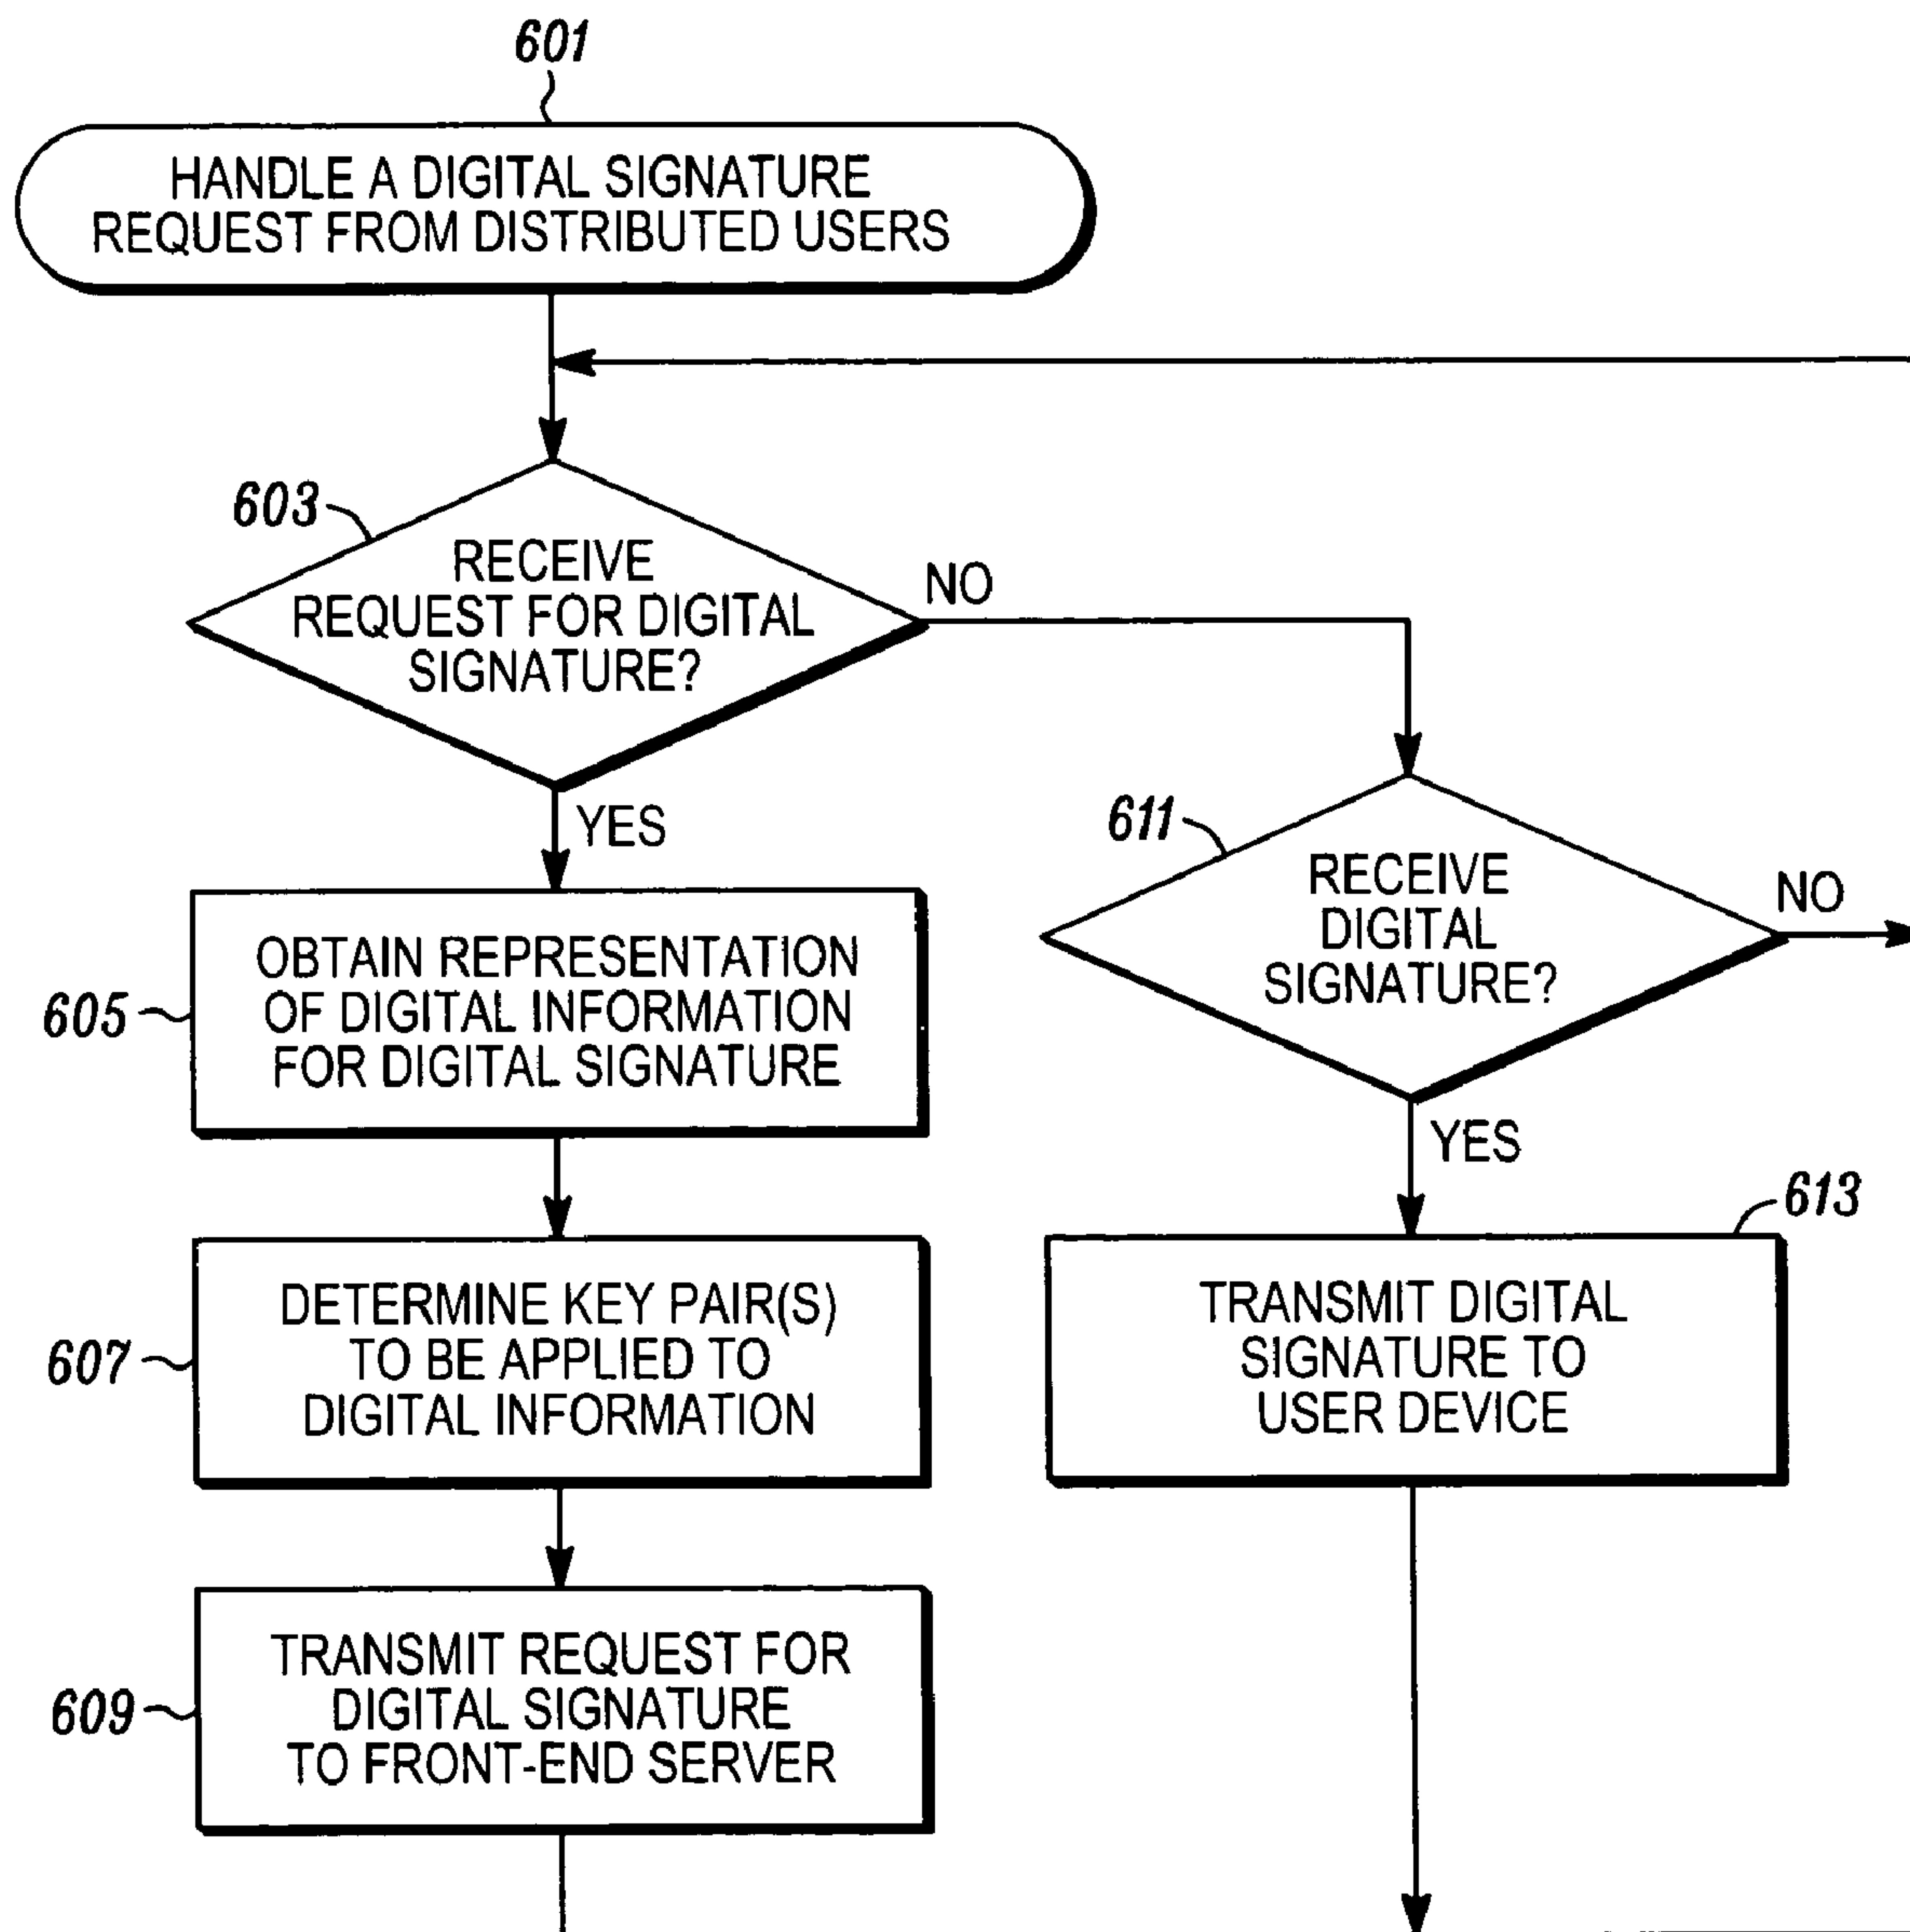 601
HANDLE A DIGITAL SIGNATURE
REQUEST FROM DISTRIBUTED USERS
603
RECEIVE
REQUEST FOR DIGITAL
SIGNATURE?
NO
YES
605
OBTAIN REPRESENTATION
OF DIGITAL INFORMATION
FOR DIGITAL SIGNATURE
607
DETERMINE KEY PAIR(S)
TO BE APPLIED TO
DIGITAL INFORMATION
609
TRANSMIT REQUEST FOR
DIGITAL SIGNATURE
TO FRONT-END SERVER
611
RECEIVE
DIGITAL
SIGNATURE?
NO
YES
613
TRANSMIT DIGITAL
SIGNATURE TO
USER DEVICE